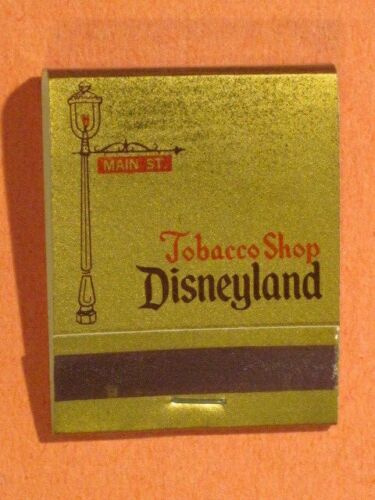 MAIN ST.
Tobacco Shop
Disneyland